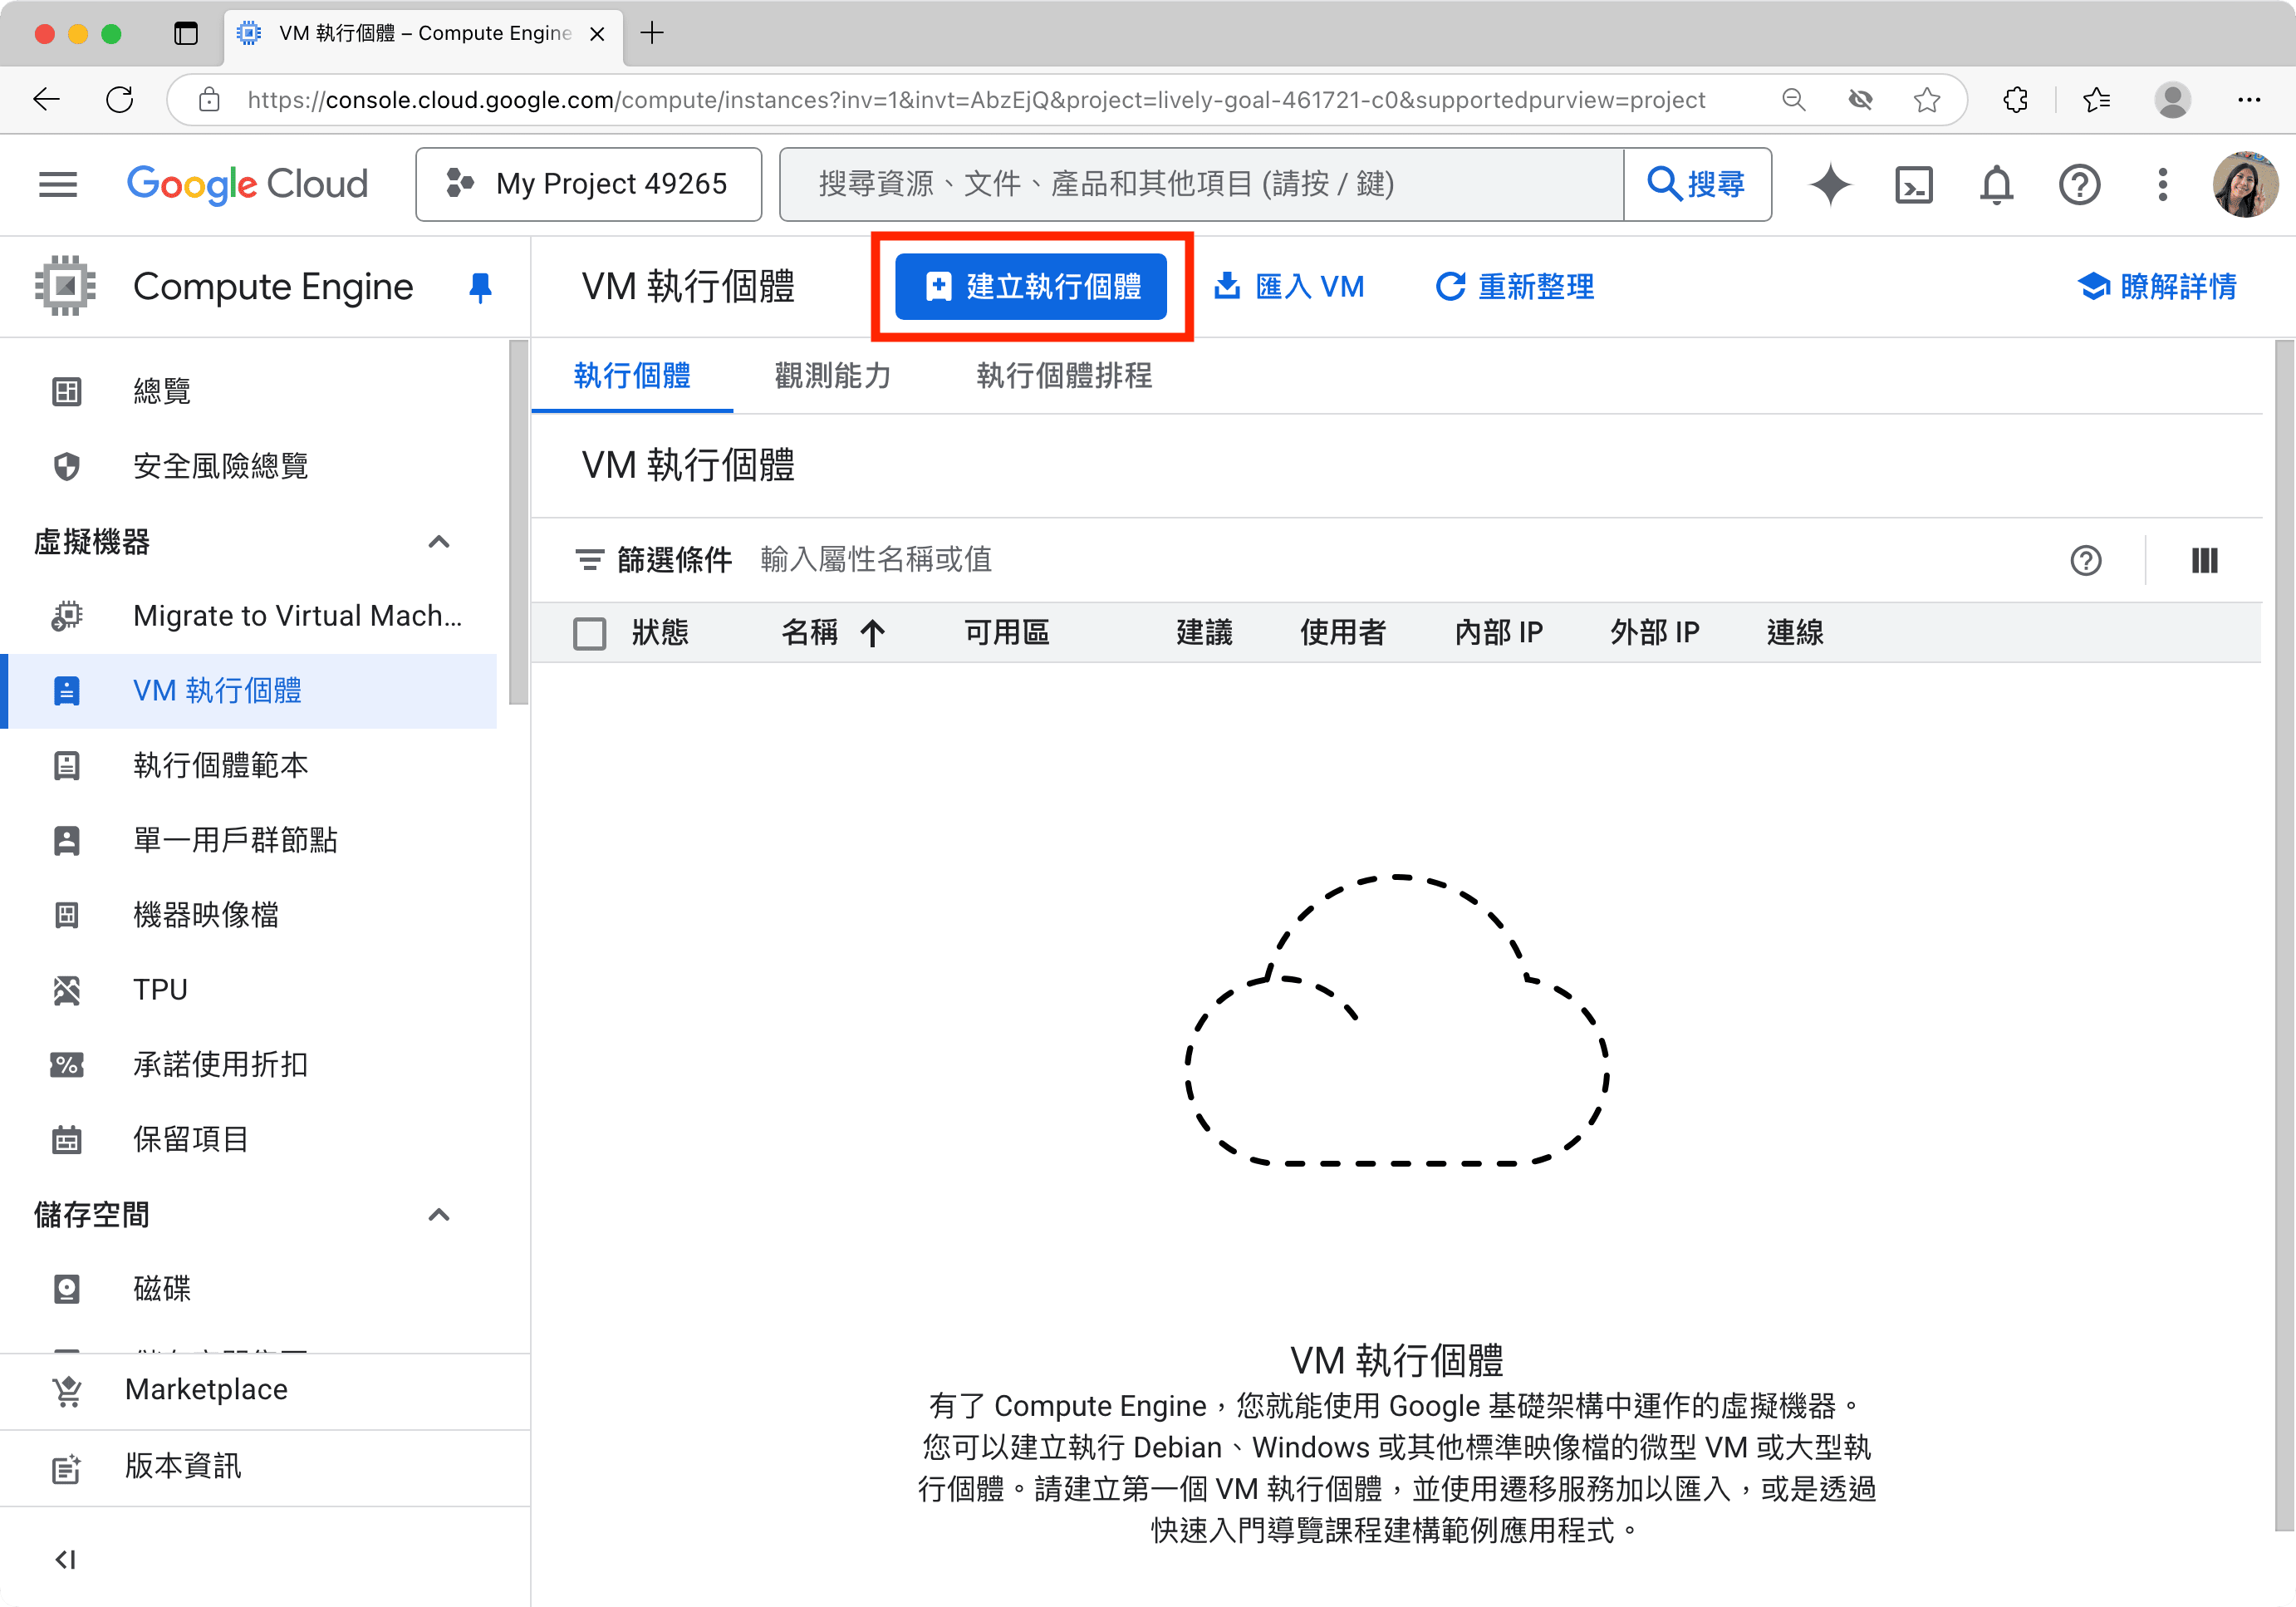 VM 執行個體 – Compute Engine
https://console.cloud.google.com/compute/instances?inv=1&invt=AbzEjQ&project=lively-goal-461721-c0&supportedpurview=project
Google Cloud
My Project 49265
搜尋資源、文件、產品和其他項目 (請按 / 鍵)
搜尋
Compute Engine
VM 執行個體
建立執行個體
匯入 VM
重新整理
瞭解詳情
總覽
安全風險總覽
虛擬機器
Migrate to Virtual Mach...
VM 執行個體
執行個體範本
單一用戶群節點
機器映像檔
TPU
承諾使用折扣
保留項目
儲存空間
磁碟
Marketplace
版本資訊
執行個體
觀測能力
執行個體排程
VM 執行個體
篩選條件
輸入屬性名稱或值
狀態
名稱
可用區
建議
使用者
內部 IP
外部 IP
連線
VM 執行個體
有了 Compute Engine，您就能使用 Google 基礎架構中運作的虛擬機器。
您可以建立執行 Debian、Windows 或其他標準映像檔的微型 VM 或大型執
行個體。請建立第一個 VM 執行個體，並使用遷移服務加以匯入，或是透過
快速入門導覽課程建構範例應用程式。